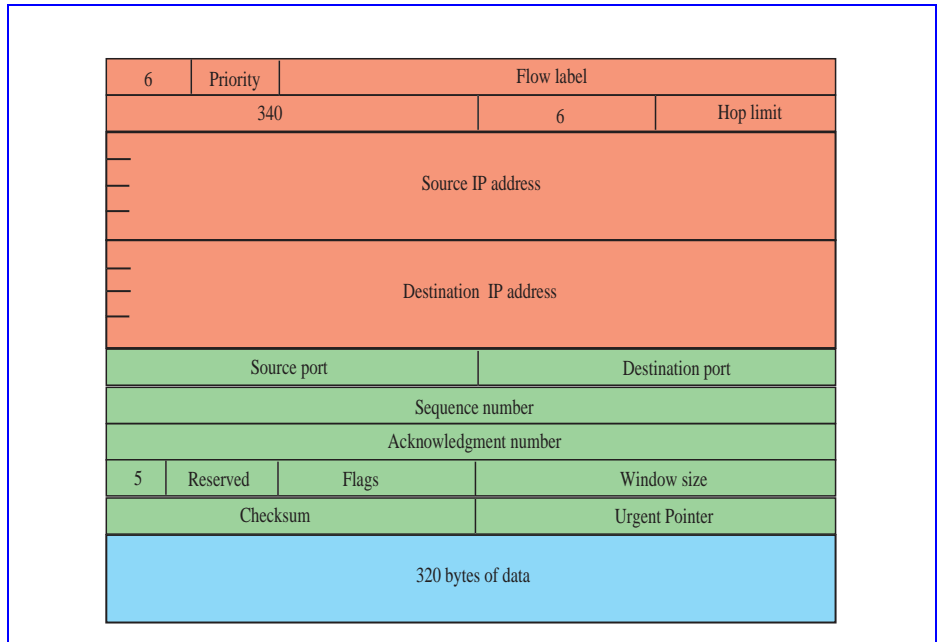 6 Priority Flow label
340 6 Hop limit
Source IP address
Destination IP address
Source port Destination port
Sequence number
Acknowledgment number
5 Reserved Flags Window size
Checksum Urgent Pointer
320 bytes of data